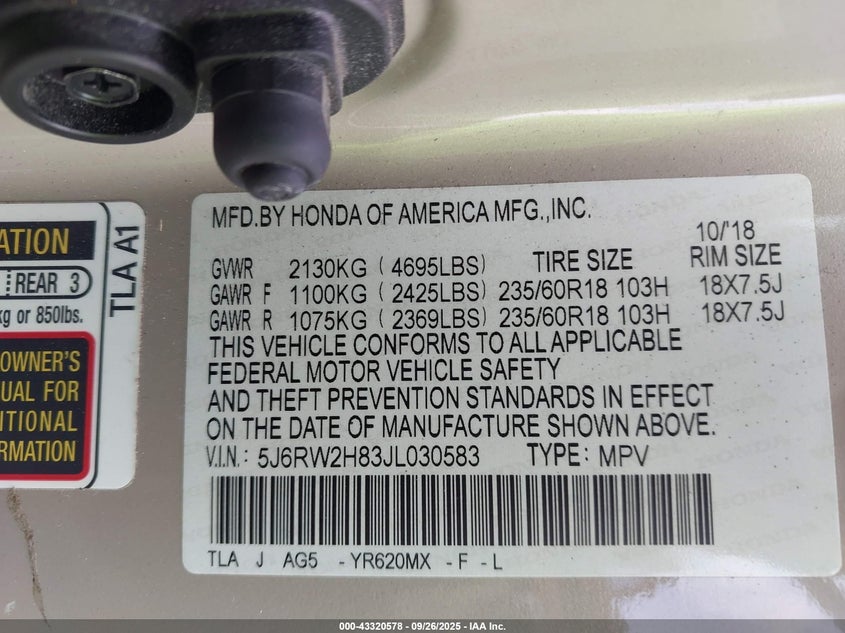 MFD.BY HONDA OF AMERICA MFG.,INC.
10/'18
GVWR 2130KG ( 4695LBS) TIRE SIZE RIM SIZE
GAWR F 1100KG ( 2425LBS) 235/60R18 103H 18X7.5J
GAWR R 1075KG ( 2369LBS) 235/60R18 103H 18X7.5J
THIS VEHICLE CONFORMS TO ALL APPLICABLE
FEDERAL MOTOR VEHICLE SAFETY
AND THEFT PREVENTION STANDARDS IN EFFECT
ON THE DATE OF MANUFACTURE SHOWN ABOVE.
V.I.N.: 5J6RW2H83JL030583 TYPE: MPV
TLA J AG5 -YR620MX -F -L
ATION
REAR 3
kg or 850lbs.
OWNER'S
UAL FOR
ITIONAL
RMATION
TLA A1
000-43320578 - 09/26/2025 - IAA Inc.